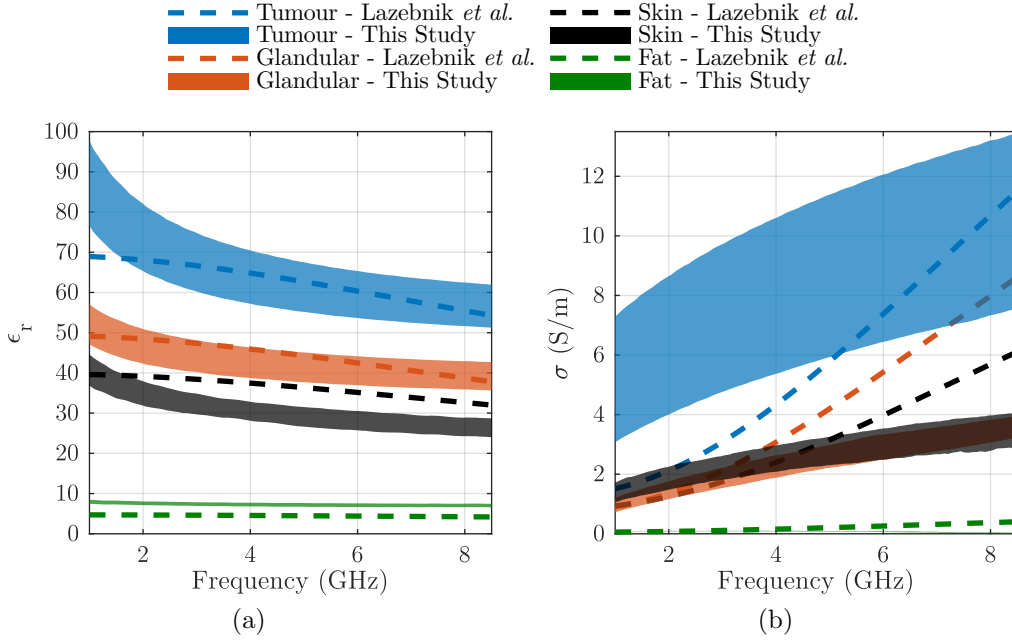 Tumour - Lazebnik et al.
Tumour - This Study
Glandular - Lazebnik et al.
Glandular - This Study
Skin - Lazebnik et al.
Skin - This Study
Fat - Lazebnik et al.
Fat - This Study
100
90
80
70
60
50
40
30
20
10
0
ϵr
2
4
6
8
Frequency (GHz)
(a)
12
10
8
6
4
2
0
σ (S/m)
2
4
6
8
Frequency (GHz)
(b)